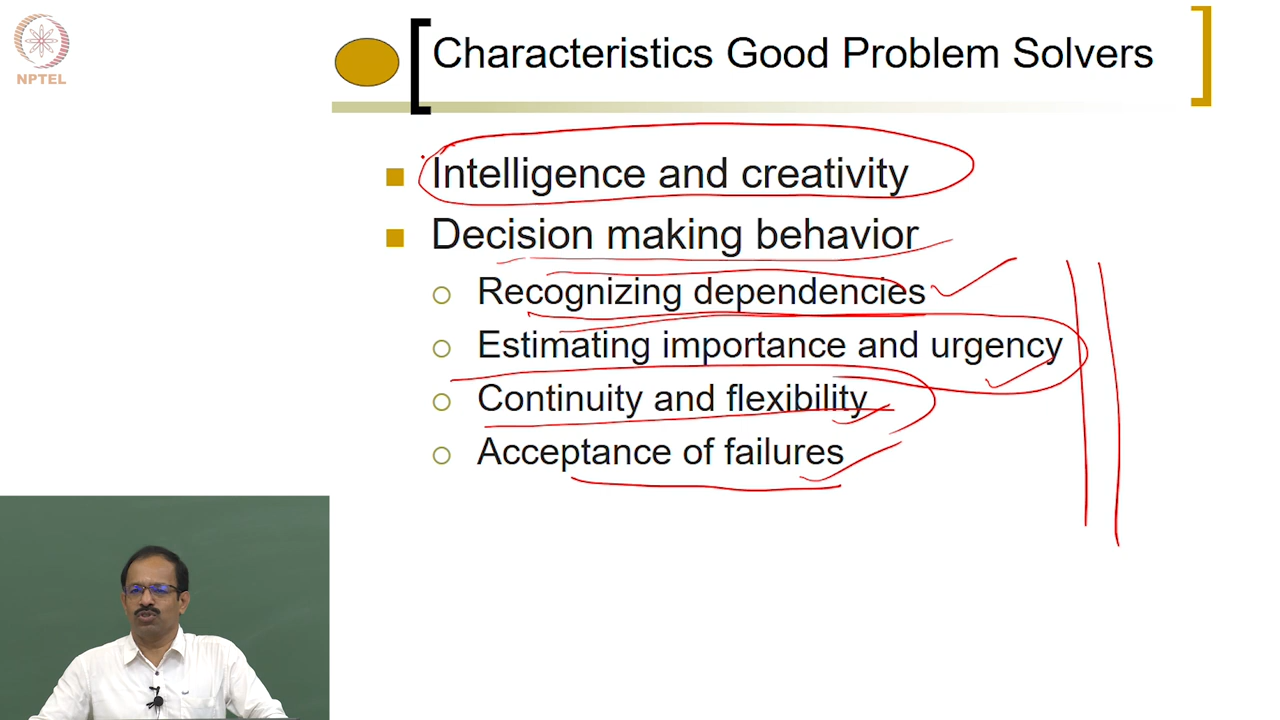 NPTEL
Characteristics Good Problem Solvers
Intelligence and creativity
Decision making behavior
Recognizing dependencies
Estimating importance and urgency
Continuity and flexibility
Acceptance of failures